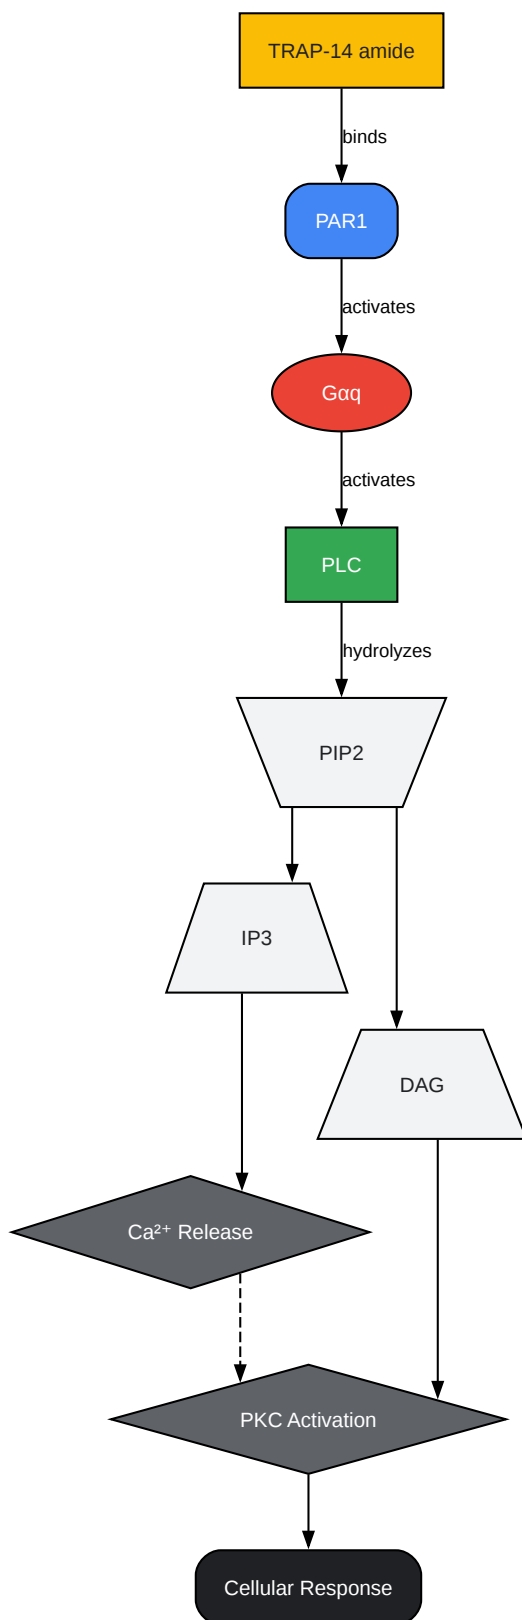 TRAP-14 amide
binds
PAR1
activates
Gαq
activates
PLC
hydrolyzes
PIP2
IP3
DAG
Ca²⁺ Release
PKC Activation
Cellular Response